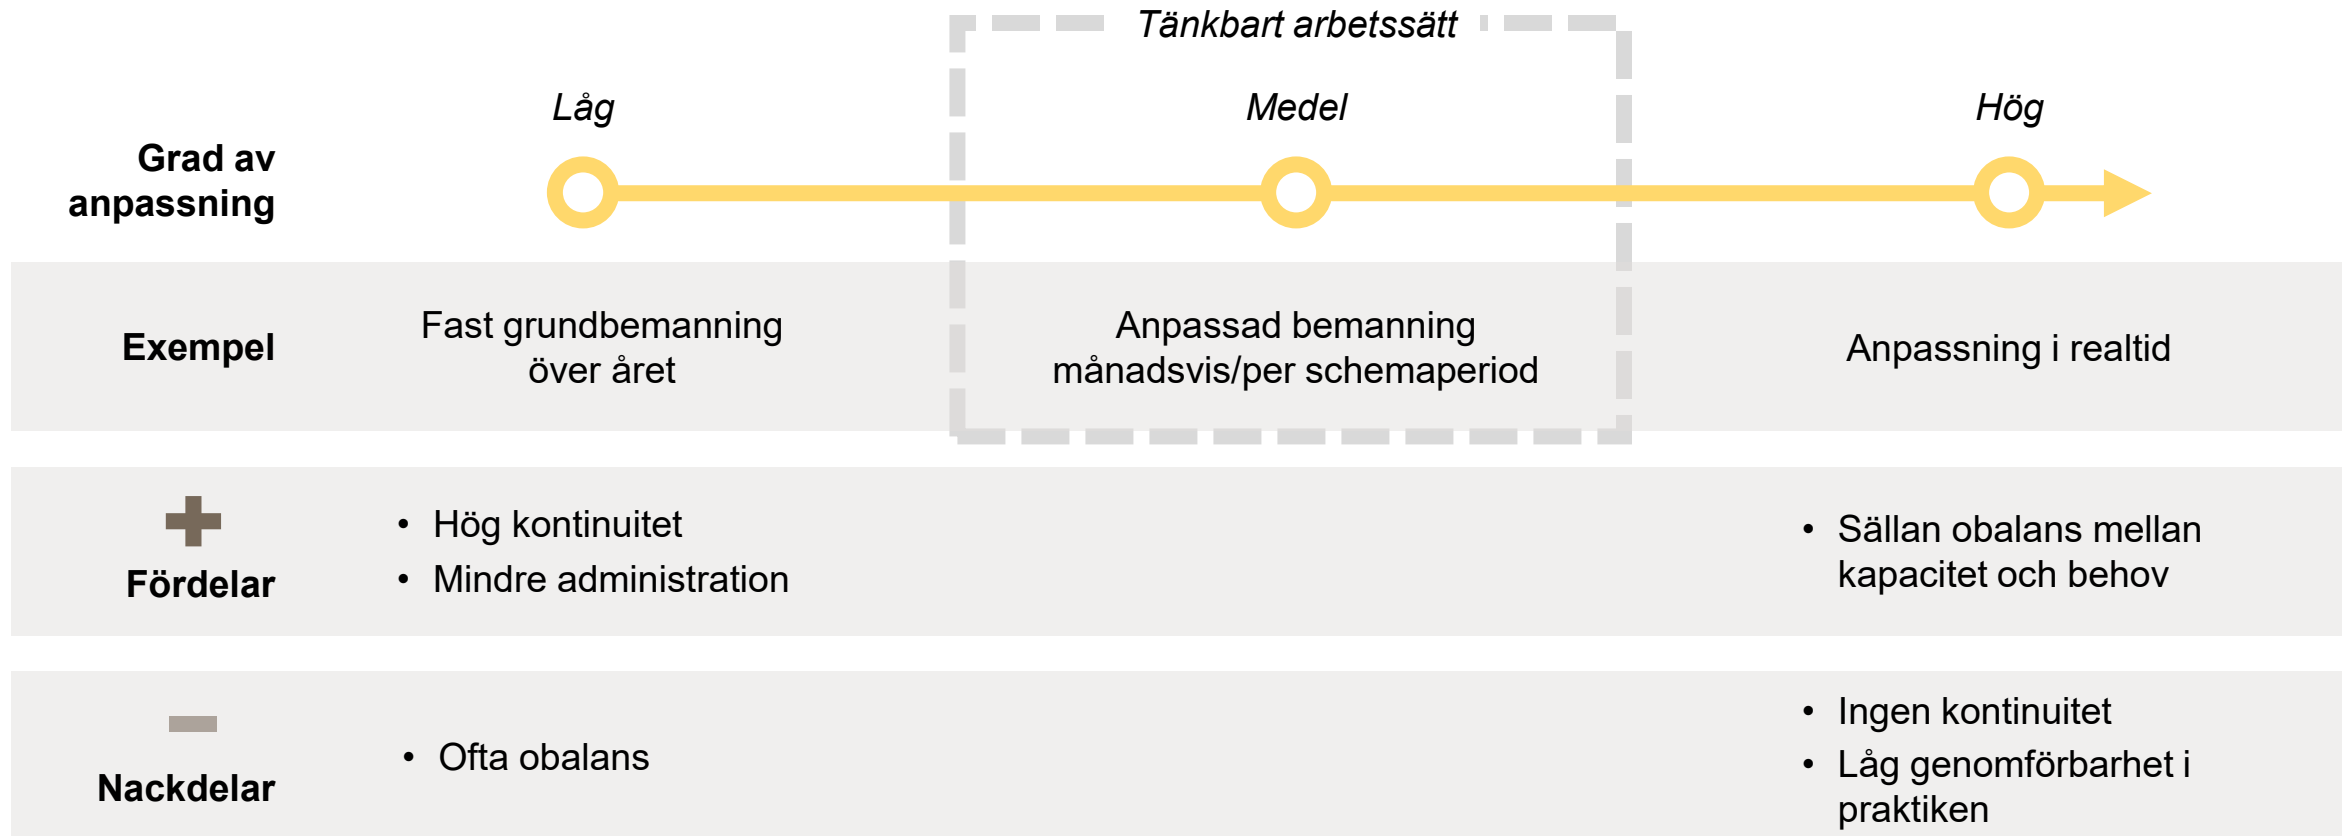 Tänkbart arbetssätt
Låg
Medel
Hög
Grad av
anpassning
Exempel
Fast grundbemanning
över året
Anpassad bemanning
månadsvis/per schemaperiod
Anpassning i realtid
Fördelar
• Hög kontinuitet
• Mindre administration
• Sällan obalans mellan
kapacitet och behov
Nackdelar
• Ofta obalans
• Ingen kontinuitet
• Låg genomförbarhet i
praktiken